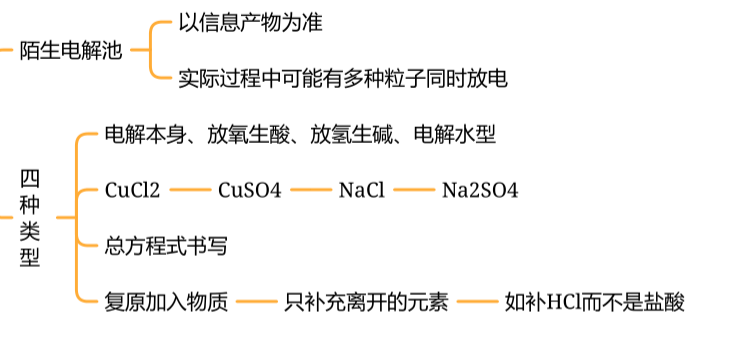 以信息产物为准
陌生电解池
实际过程中可能有多种粒子同时放电
四种类型
电解本身、放氧生酸、放氢生碱、电解水型
CuCl2 CuSO4 NaCl Na2SO4
总方程式书写
复原加入物质 只补充离开的元素 如补HCl而不是盐酸